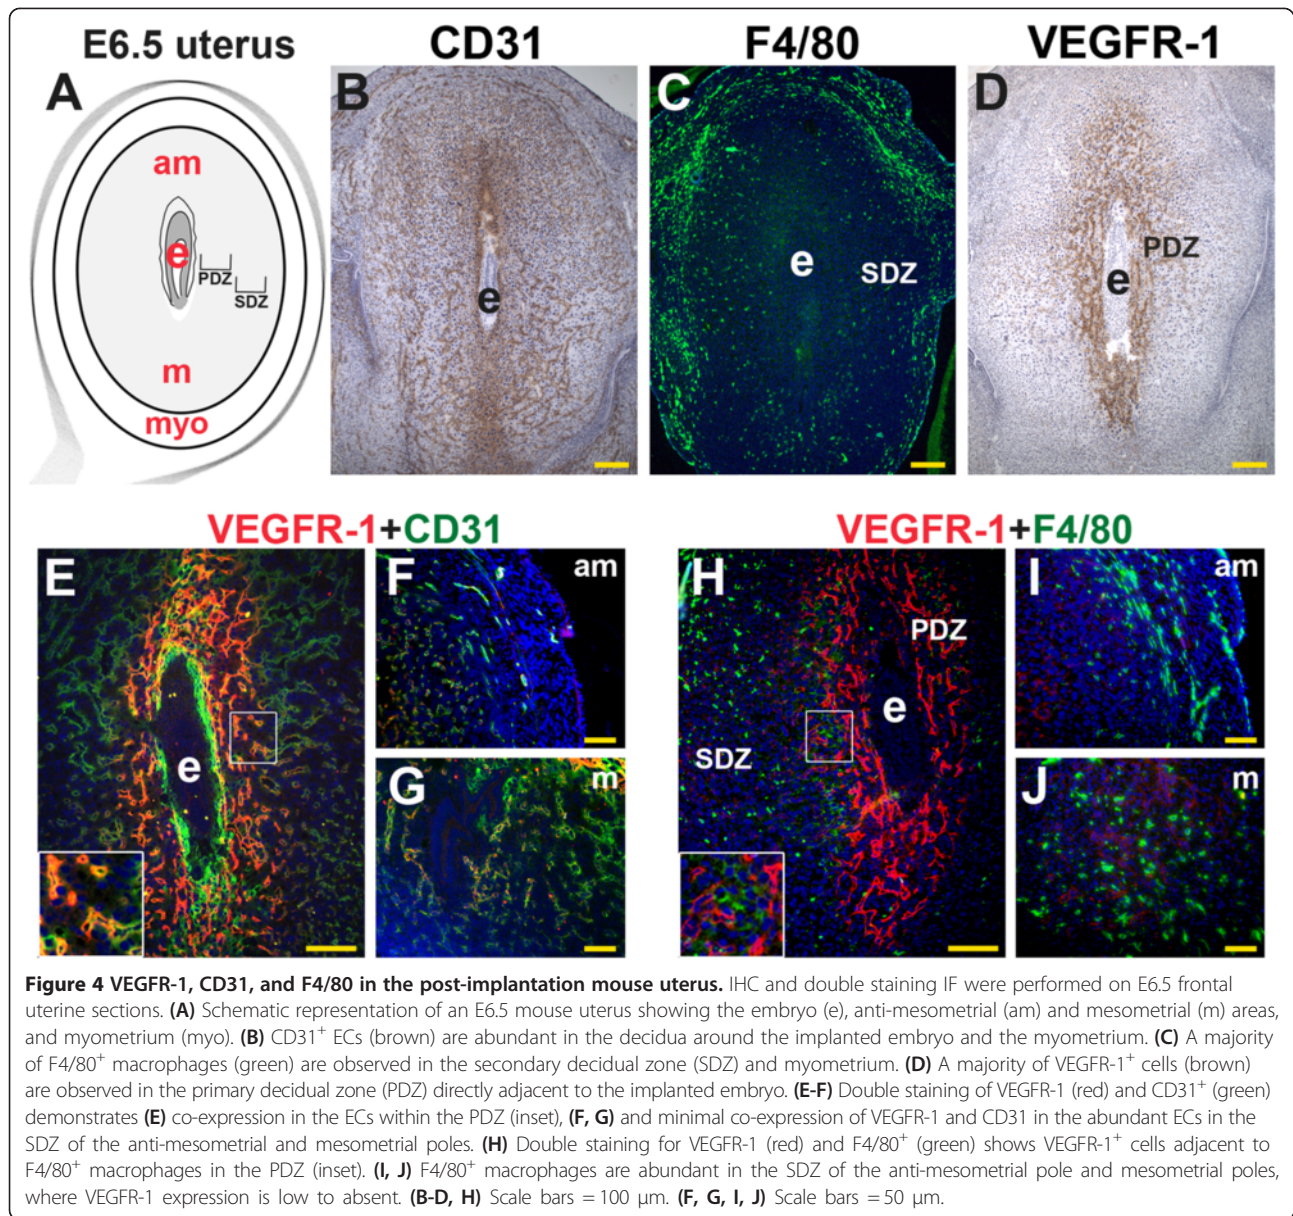 E6.5 uterus
CD31
F4/80
VEGFR-1
A
am
e
PDZ
SDZ
m
myo
B
e
C
e
SDZ
D
PDZ
e
VEGFR-1+CD31
VEGFR-1+F4/80
E
e
F
am
G
m
H
PDZ
e
SDZ
I
am
J
m
Figure 4 VEGFR-1, CD31, and F4/80 in the post-implantation mouse uterus. IHC and double staining IF were performed on E6.5 frontal
uterine sections. (A) Schematic representation of an E6.5 mouse uterus showing the embryo (e), anti-mesometrial (am) and mesometrial (m) areas,
and myometrium (myo). (B) CD31⁺ ECs (brown) are abundant in the decidua around the implanted embryo and the myometrium. (C) A majority
of F4/80⁺ macrophages (green) are observed in the secondary decidual zone (SDZ) and myometrium. (D) A majority of VEGFR-1⁺ cells (brown)
are observed in the primary decidual zone (PDZ) directly adjacent to the implanted embryo. (E-F) Double staining of VEGFR-1 (red) and CD31⁺ (green)
demonstrates (E) co-expression in the ECs within the PDZ (inset), (F, G) and minimal co-expression of VEGFR-1 and CD31 in the abundant ECs in the
SDZ of the anti-mesometrial and mesometrial poles. (H) Double staining for VEGFR-1 (red) and F4/80⁺ (green) shows VEGFR-1⁺ cells adjacent to
F4/80⁺ macrophages in the PDZ (inset). (I, J) F4/80⁺ macrophages are abundant in the SDZ of the anti-mesometrial pole and mesometrial poles,
where VEGFR-1 expression is low to absent. (B-D, H) Scale bars = 100 μm. (F, G, I, J) Scale bars = 50 μm.